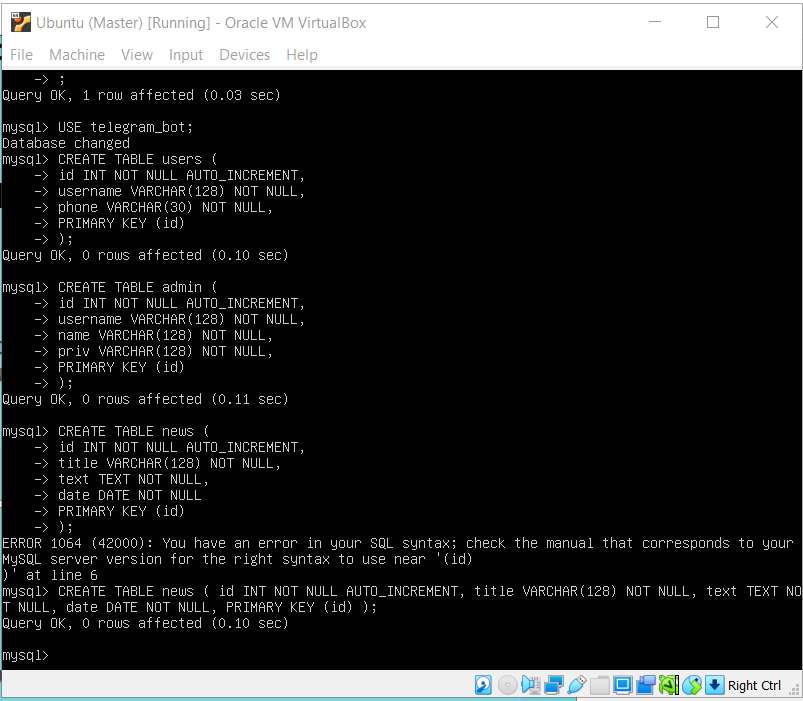 Ubuntu (Master) [Running] - Oracle VM VirtualBox
File Machine View Input Devices Help
    -> ;
Query OK, 1 row affected (0.03 sec)
mysql> USE telegram_bot;
Database changed
mysql> CREATE TABLE users (
    -> id INT NOT NULL AUTO_INCREMENT,
    -> username VARCHAR(128) NOT NULL,
    -> phone VARCHAR(30) NOT NULL,
    -> PRIMARY KEY (id)
    -> );
Query OK, 0 rows affected (0.10 sec)
mysql> CREATE TABLE admin (
    -> id INT NOT NULL AUTO_INCREMENT,
    -> username VARCHAR(128) NOT NULL,
    -> name VARCHAR(128) NOT NULL,
    -> priv VARCHAR(128) NOT NULL,
    -> PRIMARY KEY (id)
    -> );
Query OK, 0 rows affected (0.11 sec)
mysql> CREATE TABLE news (
    -> id INT NOT NULL AUTO_INCREMENT,
    -> title VARCHAR(128) NOT NULL,
    -> text TEXT NOT NULL,
    -> date DATE NOT NULL
    -> PRIMARY KEY (id)
    -> );
ERROR 1064 (42000): You have an error in your SQL syntax; check the manual that corresponds to your
MySQL server version for the right syntax to use near '(id)
)' at line 6
mysql> CREATE TABLE news ( id INT NOT NULL AUTO_INCREMENT, title VARCHAR(128) NOT NULL, text TEXT NO
T NULL, date DATE NOT NULL, PRIMARY KEY (id) );
Query OK, 0 rows affected (0.10 sec)
mysql>
Right Ctrl